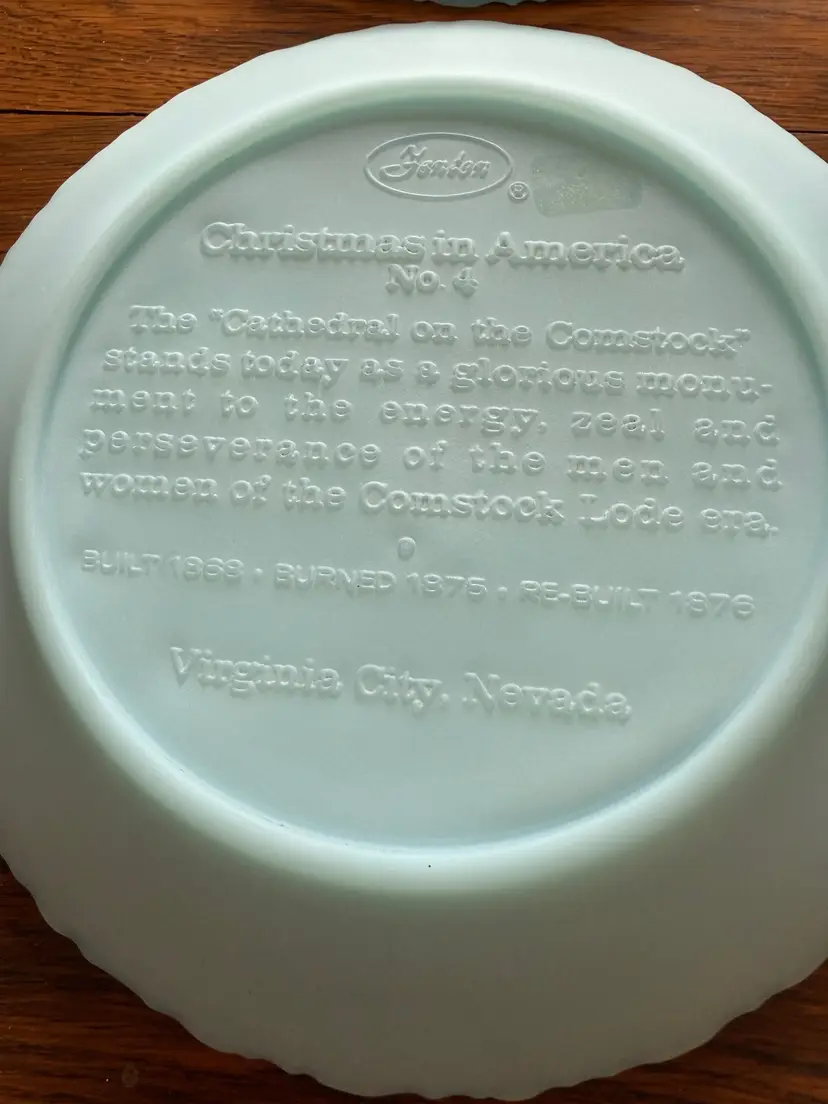 Fenton
®
Christmas in America
No. 4
The "Cathedral on the Comstock"
stands today as a glorious monu-
ment to the energy, zeal and
perseverance of the men and
women of the Comstock Lode era.
BUILT 1868 • BURNED 1875 • RE-BUILT 1876
Virginia City, Nevada